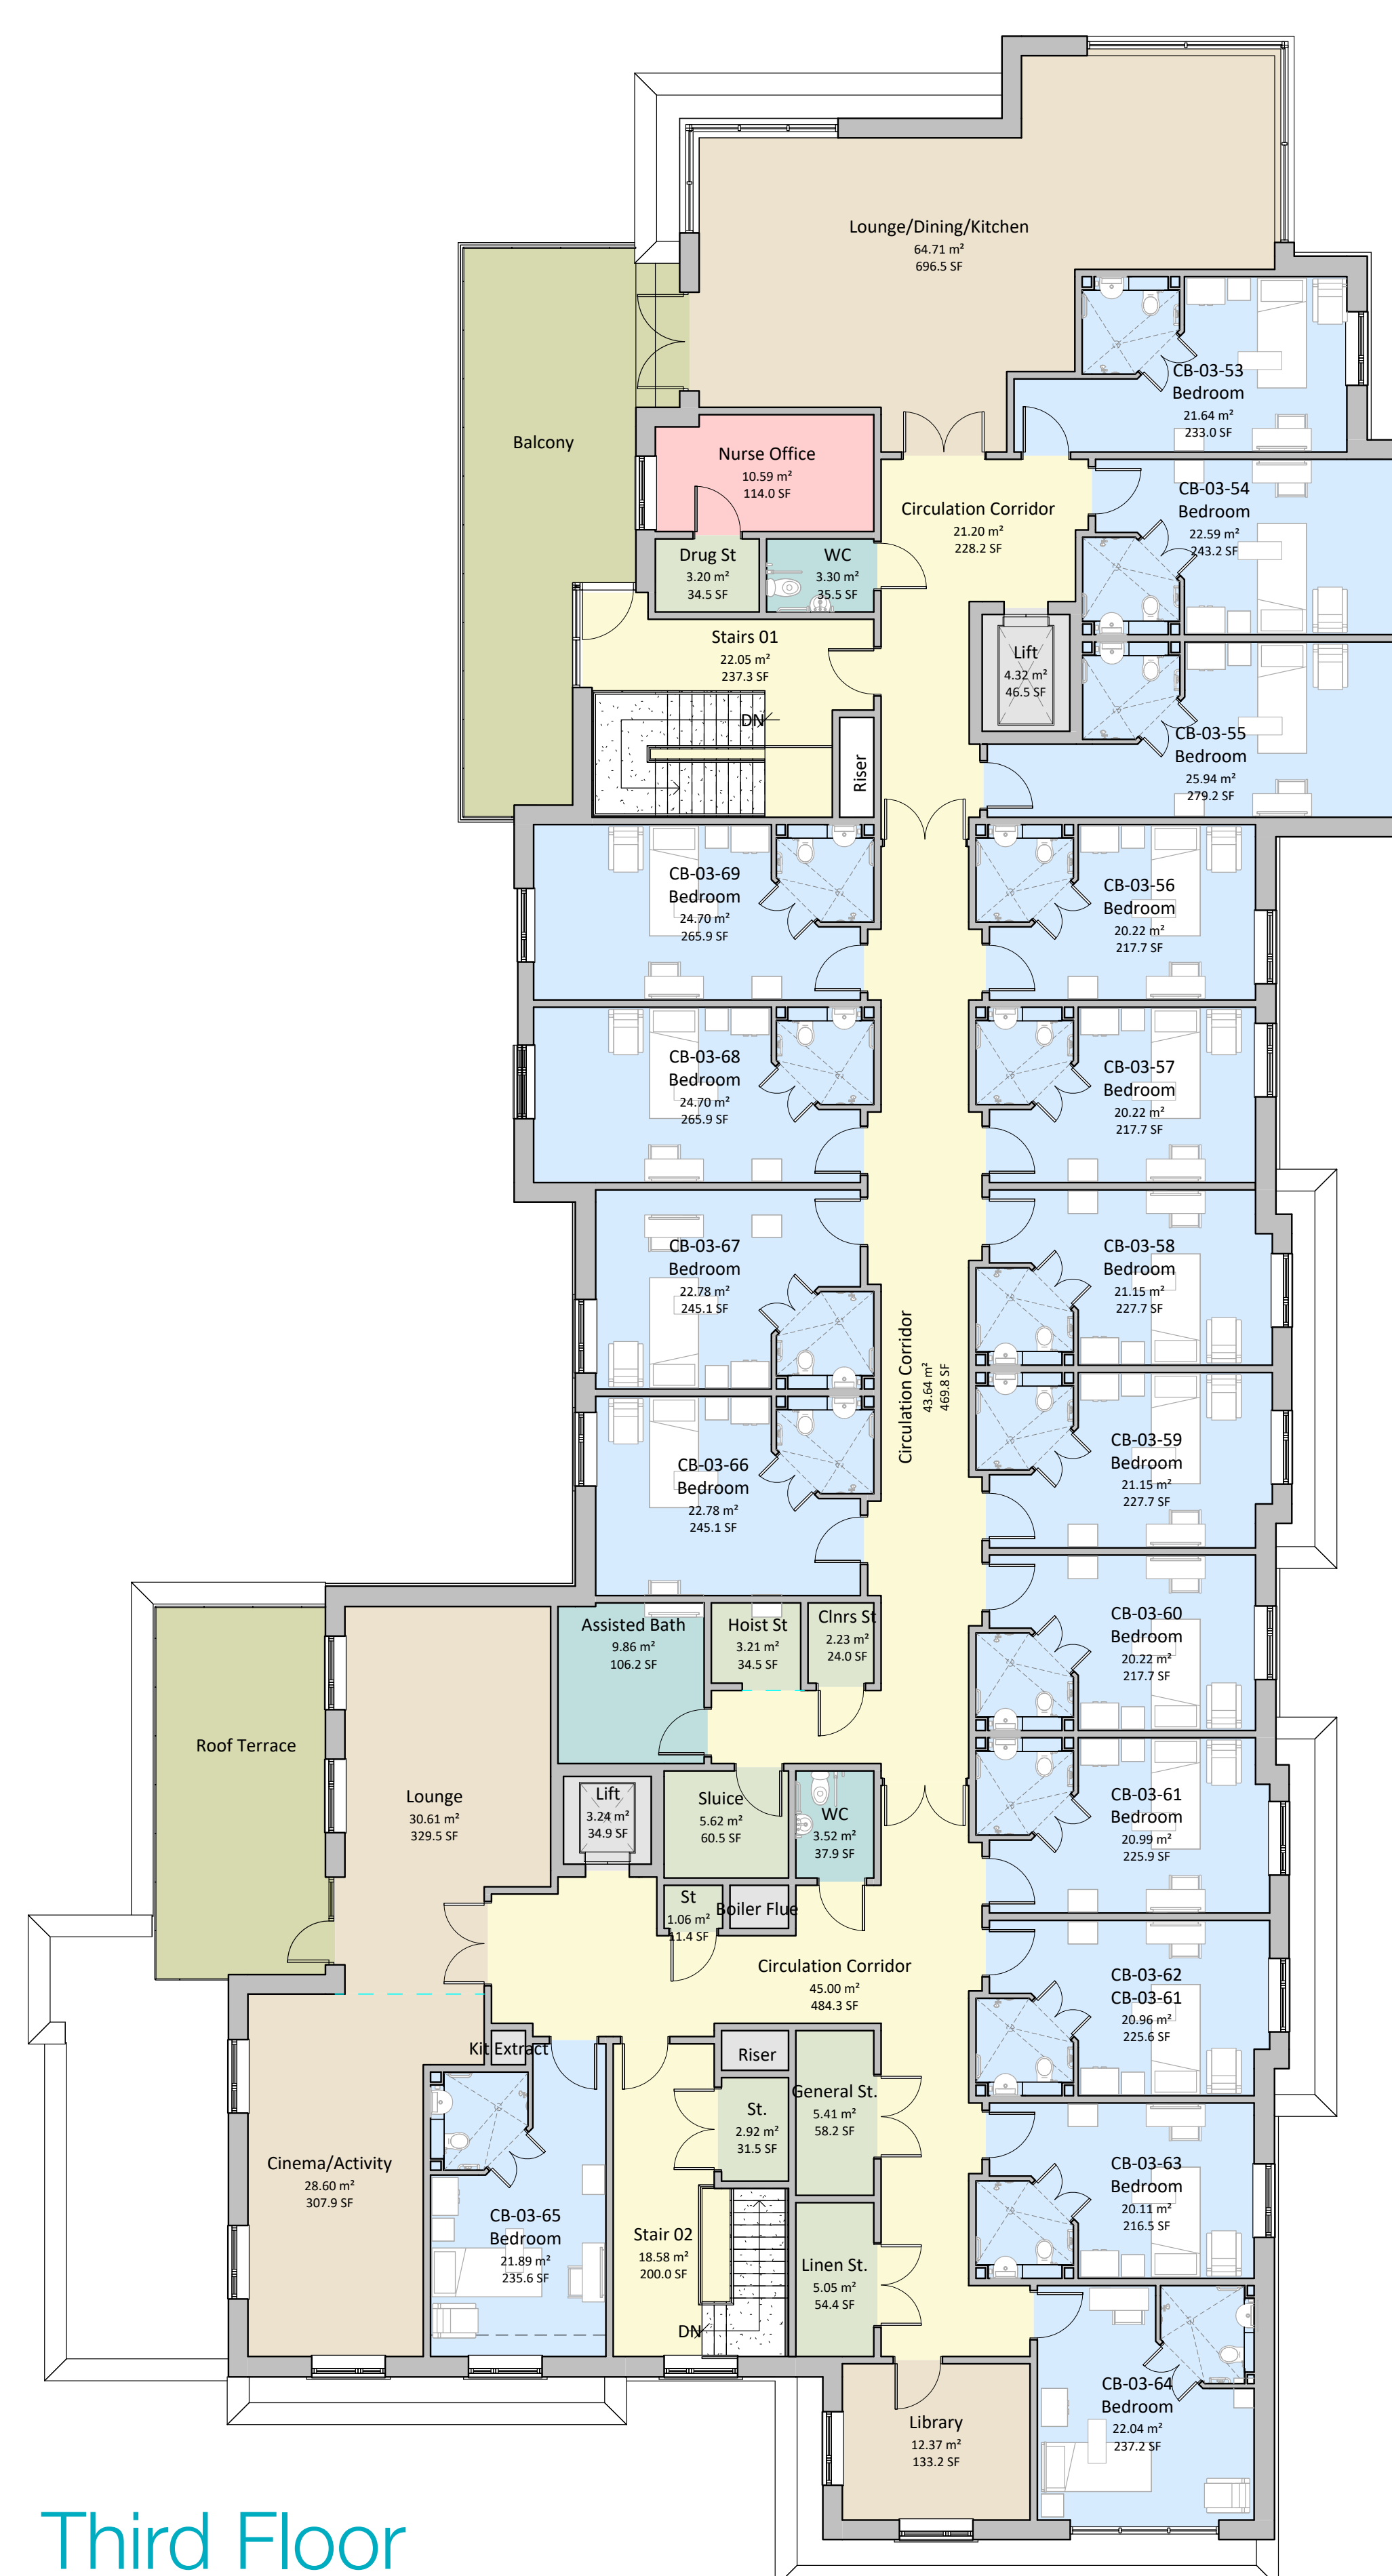 Lounge/Dining/Kitchen
64.71 m²
696.5 SF
CB-03-53
Bedroom
21.64 m²
233.0 SF
Balcony
Nurse Office
10.59 m²
114.0 SF
Circulation Corridor
21.20 m²
228.2 SF
CB-03-54
Bedroom
22.59 m²
243.2 SF
Drug St
3.20 m²
34.5 SF
WC
3.30 m²
35.5 SF
Stairs 01
22.05 m²
237.3 SF
DN
Riser
Lift
4.32 m²
46.5 SF
CB-03-55
Bedroom
25.94 m²
279.2 SF
CB-03-69
Bedroom
24.70 m²
265.9 SF
CB-03-56
Bedroom
20.22 m²
217.7 SF
CB-03-68
Bedroom
24.70 m²
265.9 SF
CB-03-57
Bedroom
20.22 m²
217.7 SF
CB-03-67
Bedroom
22.78 m²
245.1 SF
CB-03-58
Bedroom
21.15 m²
227.7 SF
Circulation Corridor
43.64 m²
469.8 SF
CB-03-66
Bedroom
22.78 m²
245.1 SF
CB-03-59
Bedroom
21.15 m²
227.7 SF
Assisted Bath
9.86 m²
106.2 SF
Hoist St
3.21 m²
34.5 SF
Clnrs St
2.23 m²
24.0 SF
CB-03-60
Bedroom
20.22 m²
217.7 SF
Roof Terrace
Lounge
30.61 m²
329.5 SF
Lift
3.24 m²
34.9 SF
Sluice
5.62 m²
60.5 SF
WC
3.52 m²
37.9 SF
CB-03-61
Bedroom
20.99 m²
225.9 SF
St
1.06 m²
11.4 SF
Boiler Flue
Circulation Corridor
45.00 m²
484.3 SF
CB-03-62
CB-03-61
20.96 m²
225.6 SF
Kit Extract
Riser
General St.
5.41 m²
58.2 SF
St.
2.92 m²
31.5 SF
Cinema/Activity
28.60 m²
307.9 SF
CB-03-65
Bedroom
21.89 m²
235.6 SF
Stair 02
18.58 m²
200.0 SF
DN
CB-03-63
Bedroom
20.11 m²
216.5 SF
Linen St.
5.05 m²
54.4 SF
CB-03-64
Bedroom
22.04 m²
237.2 SF
Library
12.37 m²
133.2 SF
Third Floor